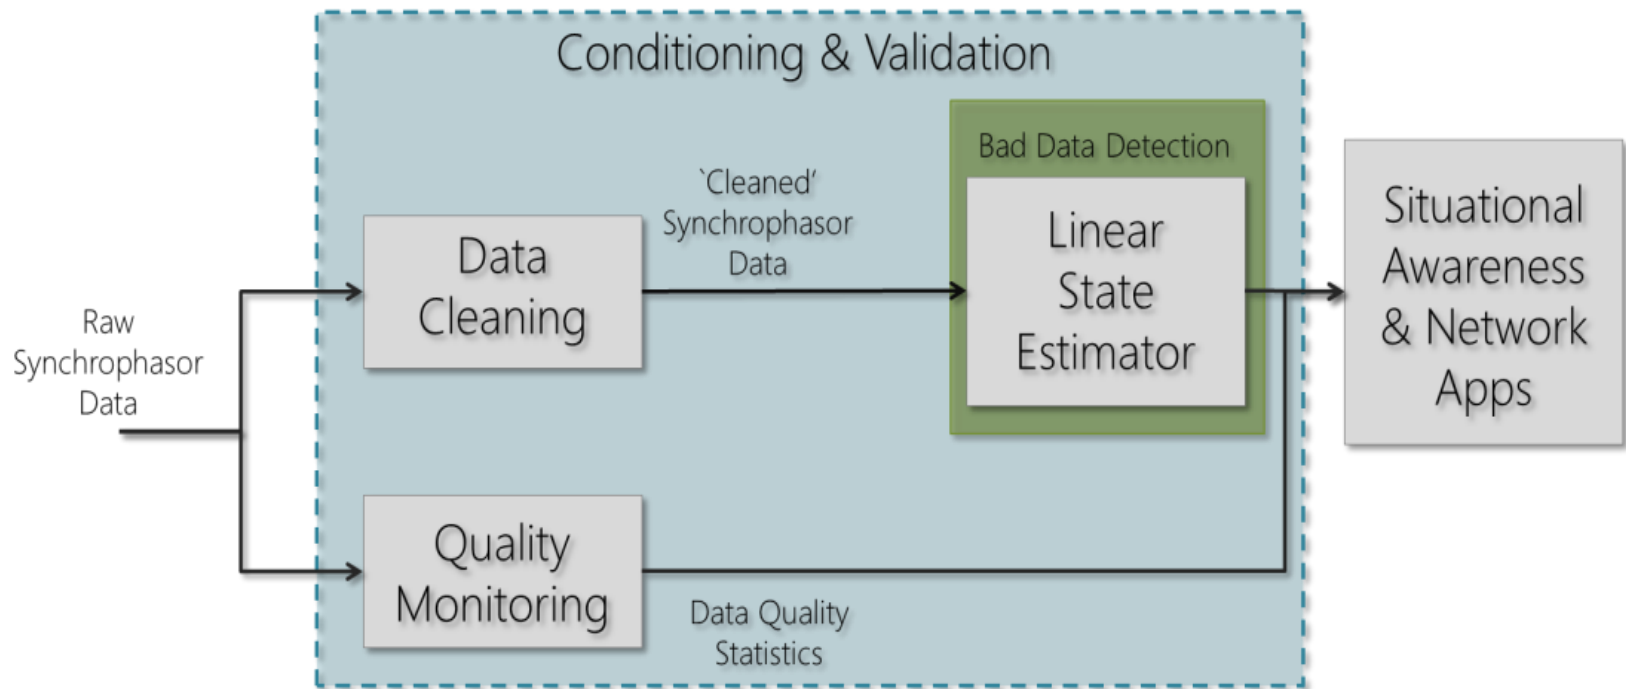 Conditioning & Validation
Bad Data Detection
`Cleaned'
Synchrophasor
Data
Linear
State
Estimator
Situational
Awareness
& Network
Apps
Data
Cleaning
Raw
Synchrophasor
Data
Quality
Monitoring
Data Quality
Statistics